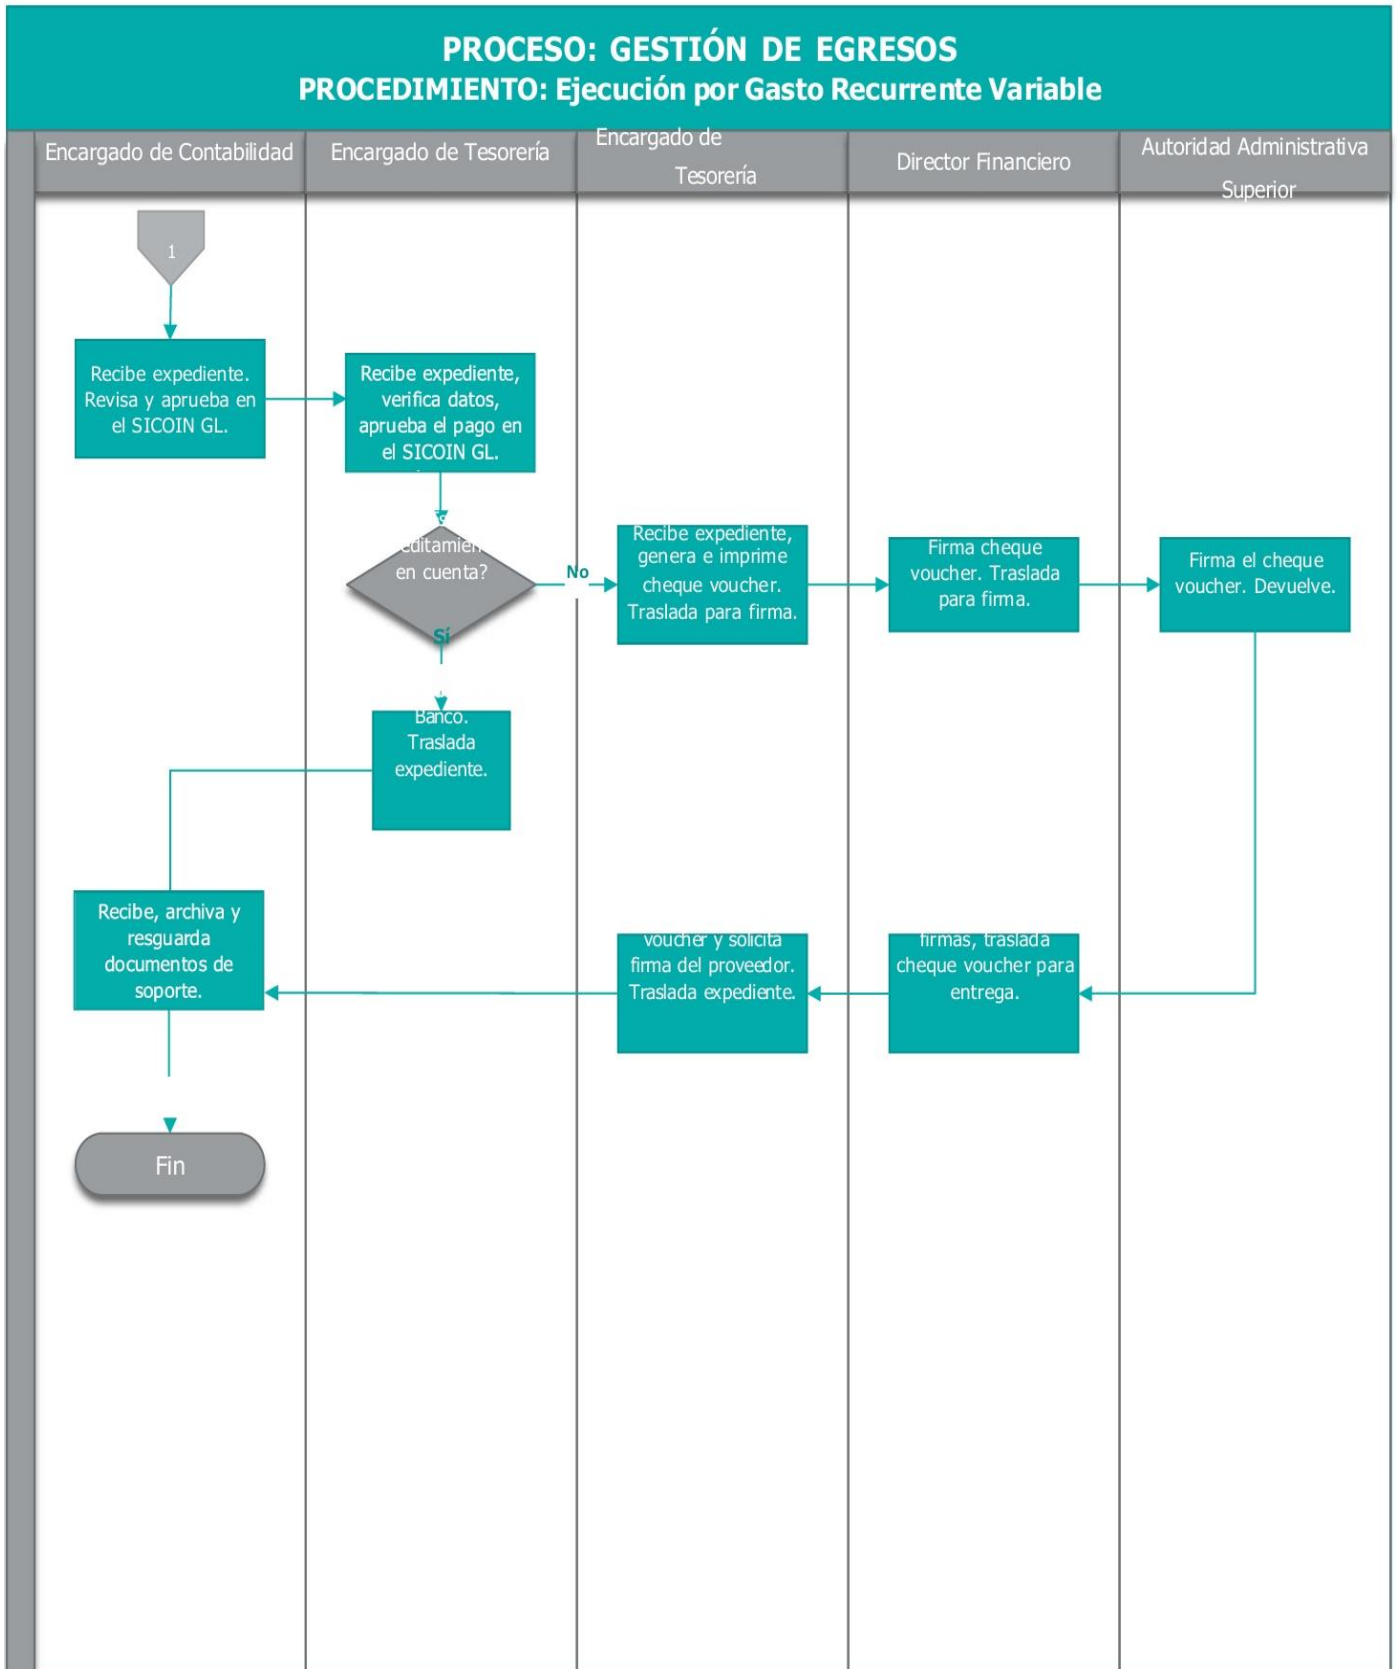 PROCESO: GESTIÓN DE EGRESOS
PROCEDIMIENTO: Ejecución por Gasto Recurrente Variable
Encargado de Contabilidad
Encargado de Tesorería
Encargado de
Tesorería
Director Financiero
Autoridad Administrativa
Superior
1
Recibe expediente.
Revisa y aprueba en
el SICOIN GL.
Recibe expediente,
verifica datos,
aprueba el pago en
el SICOIN GL.
editamien
en cuenta?
No
Sí
Recibe expediente,
genera e imprime
cheque voucher.
Traslada para firma.
Firma cheque
voucher. Traslada
para firma.
Firma el cheque
voucher. Devuelve.
Banco.
Traslada
expediente.
Recibe, archiva y
resguarda
documentos de
soporte.
voucher y solicita
firma del proveedor.
Traslada expediente.
firmas, traslada
cheque voucher para
entrega.
Fin